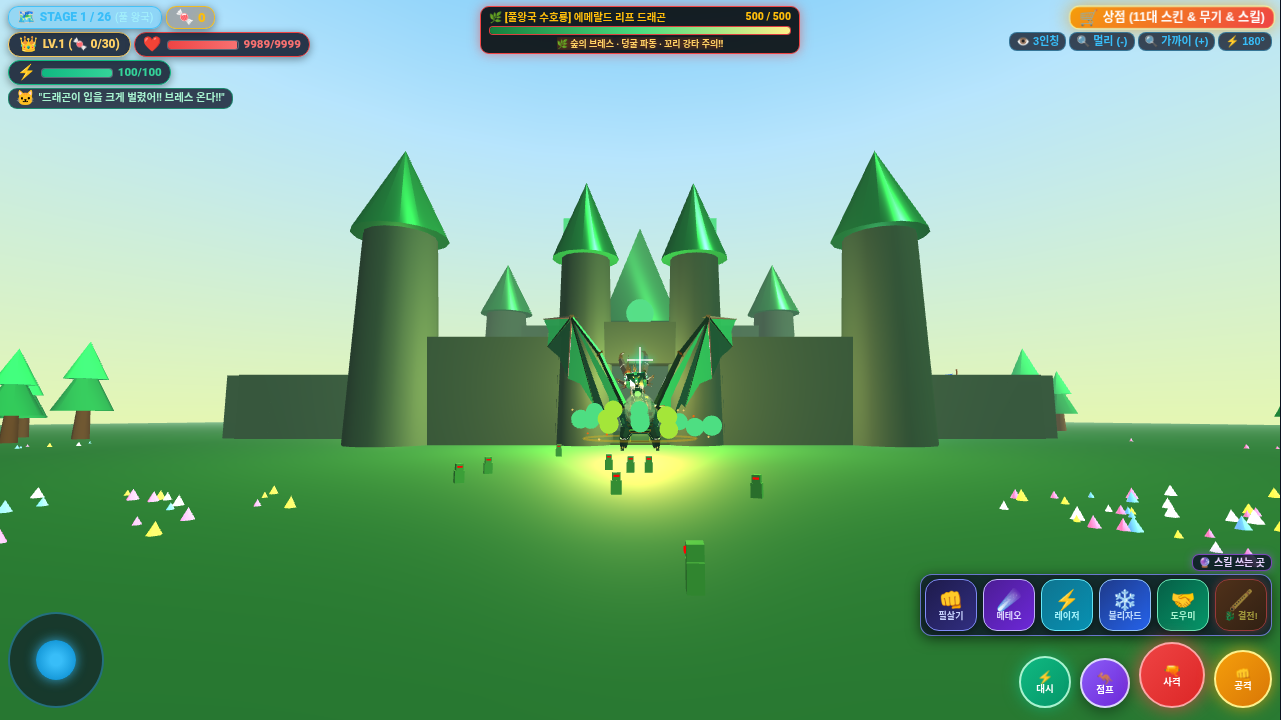 STAGE 1 / 26 (풀 왕국)
0
LV.1 (0/30)
9989/9999
100/100
"드래곤이 입을 크게 벌렸어!! 브레스 온다!!"
[풀왕국 수호룡] 에메랄드 리프 드래곤
500 / 500
숲의 브레스 · 덩굴 파동 · 꼬리 강타 주의!!
상점 (11대 스킨 & 무기 & 스킬)
3인칭
멀리 (-)
가까이 (+)
180°
스킬 쓰는 곳
필살기
메테오
레이저
블리자드
도우미
결전!
대시
점프
사격
공격